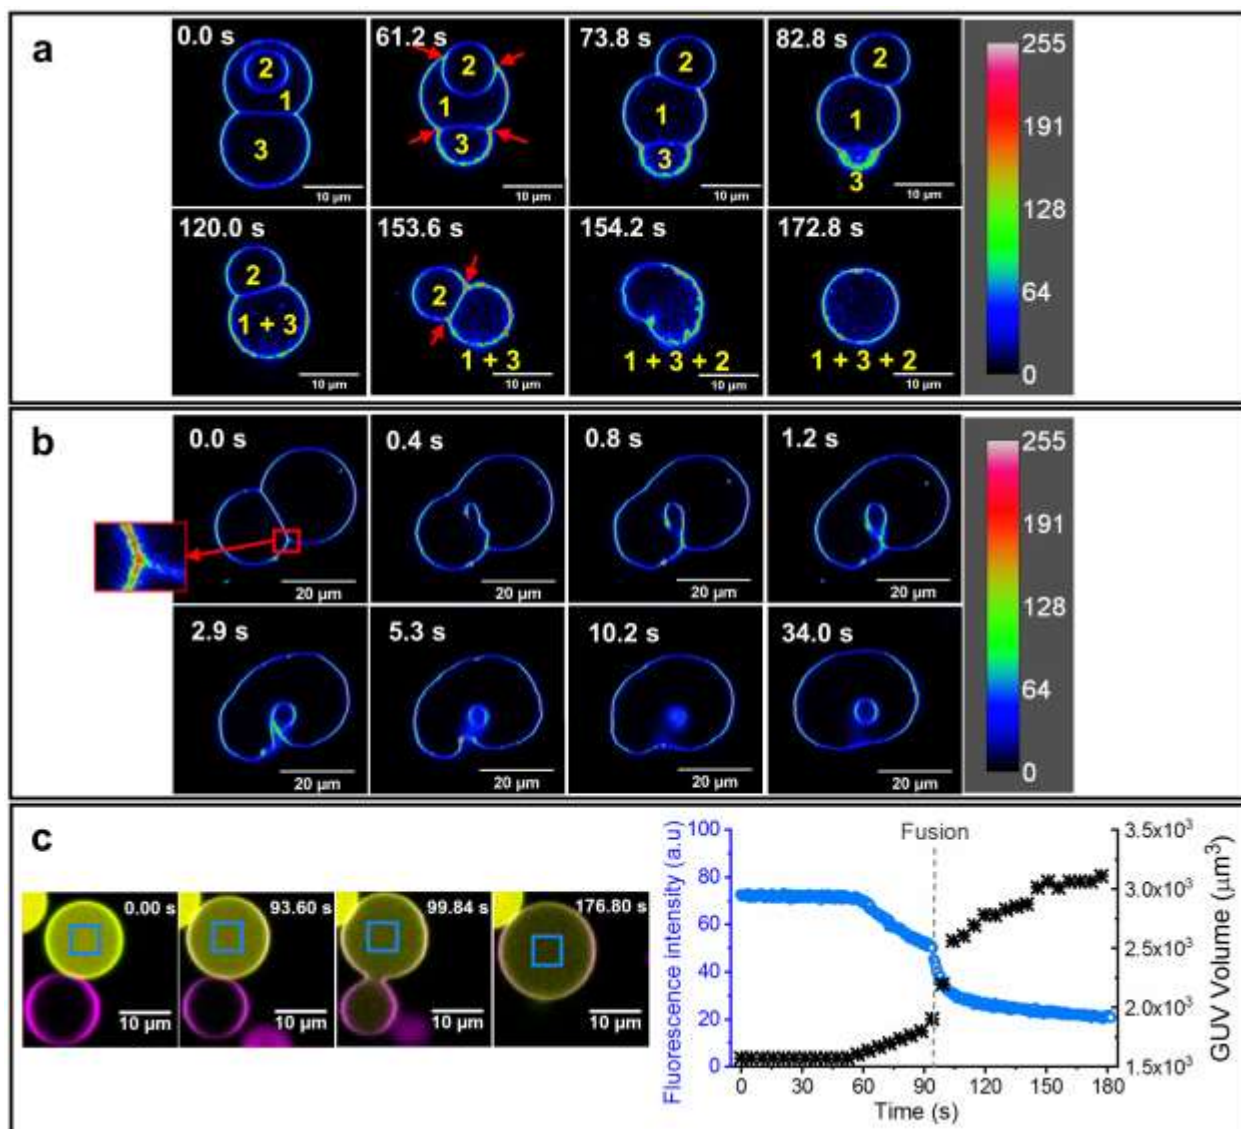 a
0.0 s
2
1
3
10 µm
61.2 s
2
1
3
10 µm
73.8 s
2
1
3
10 µm
82.8 s
2
1
3
10 µm
255
191
128
64
0
120.0 s
2
1 + 3
10 µm
153.6 s
2
1 + 3
10 µm
154.2 s
1 + 3 + 2
10 µm
172.8 s
1 + 3 + 2
10 µm
b
0.0 s
20 µm
0.4 s
20 µm
0.8 s
20 µm
1.2 s
20 µm
255
191
128
64
0
2.9 s
20 µm
5.3 s
20 µm
10.2 s
20 µm
34.0 s
20 µm
c
0.00 s
10 µm
93.60 s
10 µm
99.84 s
10 µm
176.80 s
10 µm
Fluorescence intensity (a.u)
100
80
60
40
20
0
Fusion
3.5x10³
3.0x10³
2.5x10³
2.0x10³
1.5x10³
GUV Volume (µm³)
0 30 60 90 120 150 180
Time (s)